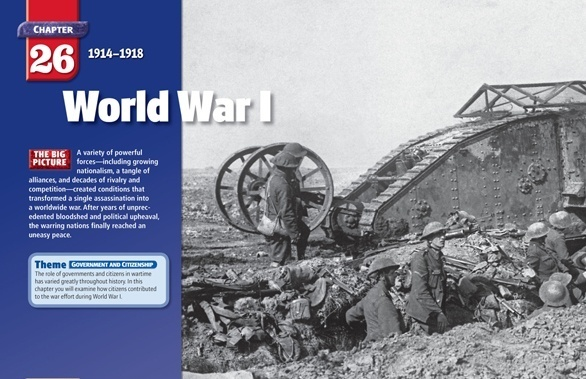 CHAPTER
26
1914–1918
World War I
THE BIG
PICTURE
A variety of powerful
forces—including growing
nationalism, a tangle of
alliances, and decades of rivalry and
competition—created conditions that
transformed a single assassination into
a worldwide war. After years of unprec-
edented bloodshed and political upheaval,
the warring nations finally reached an
uneasy peace.
Theme GOVERNMENT AND CITIZENSHIP
The role of governments and citizens in wartime
has varied greatly throughout history. In this
chapter you will examine how citizens contributed
to the war effort during World War I.